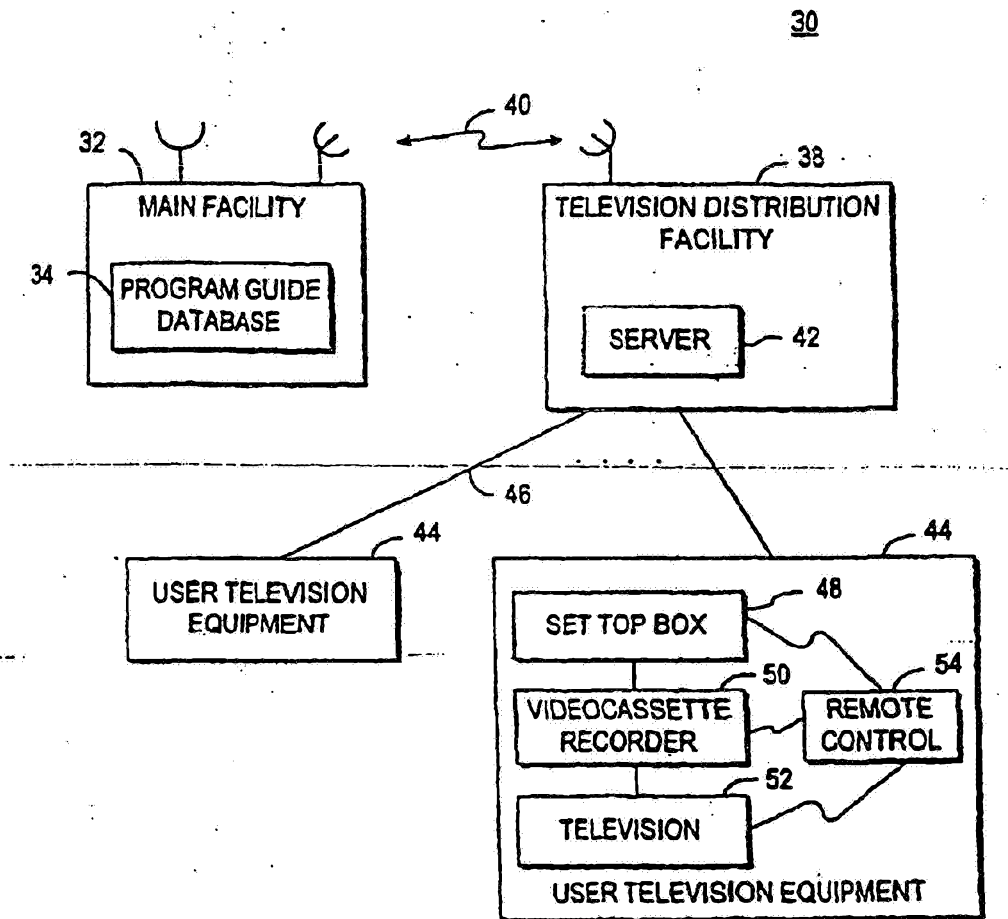 30
40
32
38
MAIN FACILITY
TELEVISION DISTRIBUTION
FACILITY
34
PROGRAM GUIDE
DATABASE
SERVER
42
46
44
44
USER TELEVISION
EQUIPMENT
48
SET TOP BOX
50
54
VIDEOCASSETTE
RECORDER
REMOTE
CONTROL
52
TELEVISION
USER TELEVISION EQUIPMENT